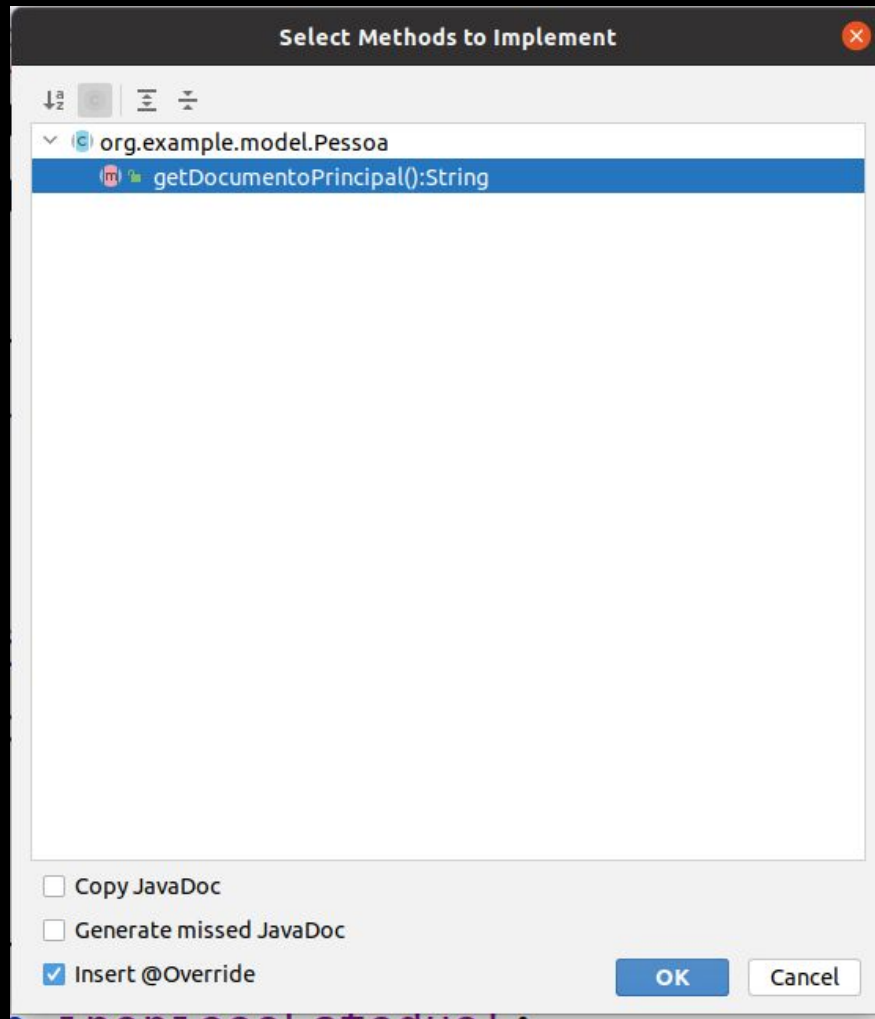 Select Methods to Implement
org.example.model.Pessoa
getDocumentoPrincipal():String
Copy JavaDoc
Generate missed JavaDoc
Insert @Override
OK
Cancel